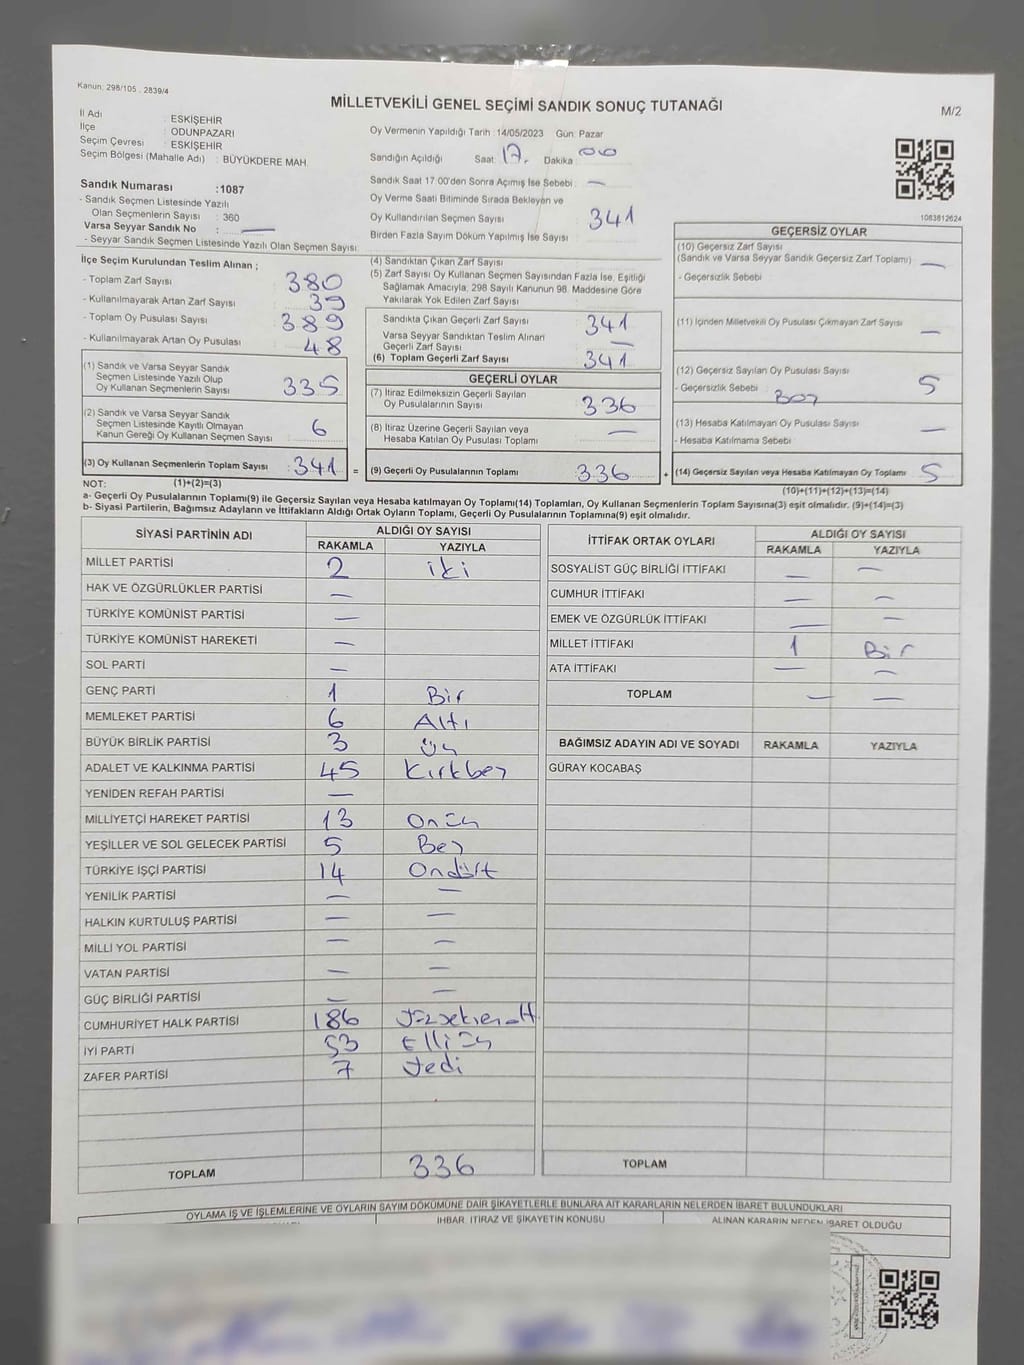 Kanun: 298/105 , 2839/4
MİLLETVEKİLİ GENEL SEÇİMİ SANDIK SONUÇ TUTANAĞI
M/2
İl Adı : ESKİŞEHİR
İlçe : ODUNPAZARI
Seçim Çevresi : ESKİŞEHİR
Seçim Bölgesi (Mahalle Adı) : BÜYÜKDERE MAH.
Sandık Numarası :1087
- Sandık Seçmen Listesinde Yazılı
Olan Seçmenlerin Sayısı : 360
Varsa Seyyar Sandık No : —
- Seyyar Sandık Seçmen Listesinde Yazılı Olan Seçmen Sayısı:
Oy Vermenin Yapıldığı Tarih :14/05/2023 Gün: Pazar
Sandığın Açıldığı Saat: 17. Dakika : 00
Sandık Saat 17:00'den Sonra Açımış İse Sebebi : —
Oy Verme Saati Bitiminde Sırada Bekleyen ve
Oy Kullandırılan Seçmen Sayısı : 341
Birden Fazla Sayım Döküm Yapılmış İse Sayısı :
1083812624
İlçe Seçim Kurulundan Teslim Alınan ;
- Toplam Zarf Sayısı : 380
- Kullanılmayarak Artan Zarf Sayısı : 39
- Toplam Oy Pusulası Sayısı : 389
- Kullanılmayarak Artan Oy Pusulası : 48
(1) Sandık ve Varsa Seyyar Sandık
Seçmen Listesinde Yazılı Olup
Oy Kullanan Seçmenlerin Sayısı : 335
(2) Sandık ve Varsa Seyyar Sandık
Seçmen Listesinde Kayıtlı Olmayan
Kanun Gereği Oy Kullanan Seçmen Sayısı : 6
(3) Oy Kullanan Seçmenlerin Toplam Sayısı : 341 =
(4) Sandıktan Çıkan Zarf Sayısı :
(5) Zarf Sayısı Oy Kullanan Seçmen Sayısından Fazla İse, Eşitliği
Sağlamak Amacıyla, 298 Sayılı Kanunun 98. Maddesine Göre
Yakılarak Yok Edilen Zarf Sayısı :
Sandıkta Çıkan Geçerli Zarf Sayısı : 341
Varsa Seyyar Sandıktan Teslim Alınan
Geçerli Zarf Sayısı : —
(6) Toplam Geçerli Zarf Sayısı : 341
GEÇERLİ OYLAR
(7) İtiraz Edilmeksizin Geçerli Sayılan
Oy Pusulalarının Sayısı : 336
(8) İtiraz Üzerine Geçerli Sayılan veya
Hesaba Katılan Oy Pusulası Toplamı : —
(9) Geçerli Oy Pusulalarının Toplamı : 336 +
GEÇERSİZ OYLAR
(10) Geçersiz Zarf Sayısı
(Sandık ve Varsa Seyyar Sandık Geçersiz Zarf Toplamı) : —
- Geçersizlik Sebebi :
(11) İçinden Milletvekili Oy Pusulası Çıkmayan Zarf Sayısı : —
(12) Geçersiz Sayılan Oy Pusulası Sayısı : 5
- Geçersizlik Sebebi : Boş
(13) Hesaba Katılmayan Oy Pusulası Sayısı : —
- Hesaba Katılmama Sebebi :
(14) Geçersiz Sayılan veya Hesaba Katılmayan Oy Toplamı : 5
NOT: (1)+(2)=(3)
(10)+(11)+(12)+(13)=(14)
a- Geçerli Oy Pusulalarının Toplamı(9) ile Geçersiz Sayılan veya Hesaba katılmayan Oy Toplamı(14) Toplamları, Oy Kullanan Seçmenlerin Toplam Sayısına(3) eşit olmalıdır. (9)+(14)=(3)
b- Siyasi Partilerin, Bağımsız Adayların ve İttifakların Aldığı Ortak Oyların Toplamı, Geçerli Oy Pusulalarının Toplamına(9) eşit olmalıdır.
SİYASİ PARTİNİN ADI ALDIĞI OY SAYISI
RAKAMLA YAZIYLA
MİLLET PARTİSİ 2 iki
HAK VE ÖZGÜRLÜKLER PARTİSİ —
TÜRKİYE KOMÜNİST PARTİSİ —
TÜRKİYE KOMÜNİST HAREKETİ —
SOL PARTİ —
GENÇ PARTİ 1 Bir
MEMLEKET PARTİSİ 6 Altı
BÜYÜK BİRLİK PARTİSİ 3 üç
ADALET VE KALKINMA PARTİSİ 45 Kırkbeş
YENİDEN REFAH PARTİSİ —
MİLLİYETÇİ HAREKET PARTİSİ 13 Onüç
YEŞİLLER VE SOL GELECEK PARTİSİ 5 Beş
TÜRKİYE İŞÇİ PARTİSİ 14 Ondört
YENİLİK PARTİSİ — —
HALKIN KURTULUŞ PARTİSİ — —
MİLLİ YOL PARTİSİ — —
VATAN PARTİSİ — —
GÜÇ BİRLİĞİ PARTİSİ — —
CUMHURİYET HALK PARTİSİ 186 Yüzseksenaltı
İYİ PARTİ 53 Elliüç
ZAFER PARTİSİ 7 Yedi
TOPLAM 336
İTTİFAK ORTAK OYLARI ALDIĞI OY SAYISI
RAKAMLA YAZIYLA
SOSYALİST GÜÇ BİRLİĞİ İTTİFAKI — —
CUMHUR İTTİFAKI — —
EMEK VE ÖZGÜRLÜK İTTİFAKI — —
MİLLET İTTİFAKI 1 Bir
ATA İTTİFAKI — —
TOPLAM — —
BAĞIMSIZ ADAYIN ADI VE SOYADI RAKAMLA YAZIYLA
GÜRAY KOCABAŞ
TOPLAM
OYLAMA İŞ VE İŞLEMLERİNE VE OYLARIN SAYIM DÖKÜMÜNE DAİR ŞİKAYETLERLE BUNLARA AİT KARARLARIN NELERDEN İBARET BULUNDUKLARI
İHBAR, İTİRAZ VE ŞİKAYETİN KONUSU
ALINAN KARARIN NEDEN İBARET OLDUĞU